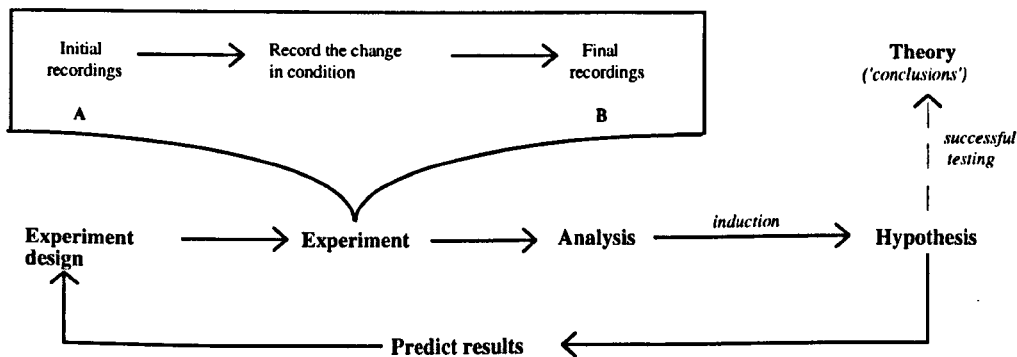 Initial
recordings
Record the change
in condition
Final
recordings
A
B
Theory
('conclusions')
successful
testing
Experiment
design
Experiment
Analysis
induction
Hypothesis
Predict results